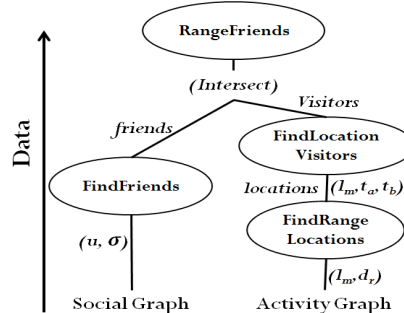 RangeFriends
(Intersect)
friends
Visitors
FindLocation
Visitors
FindFriends
locations (l_m, t_a, t_b)
FindRange
Locations
(u, σ)
(l_m, d_r)
Social Graph
Activity Graph
Data